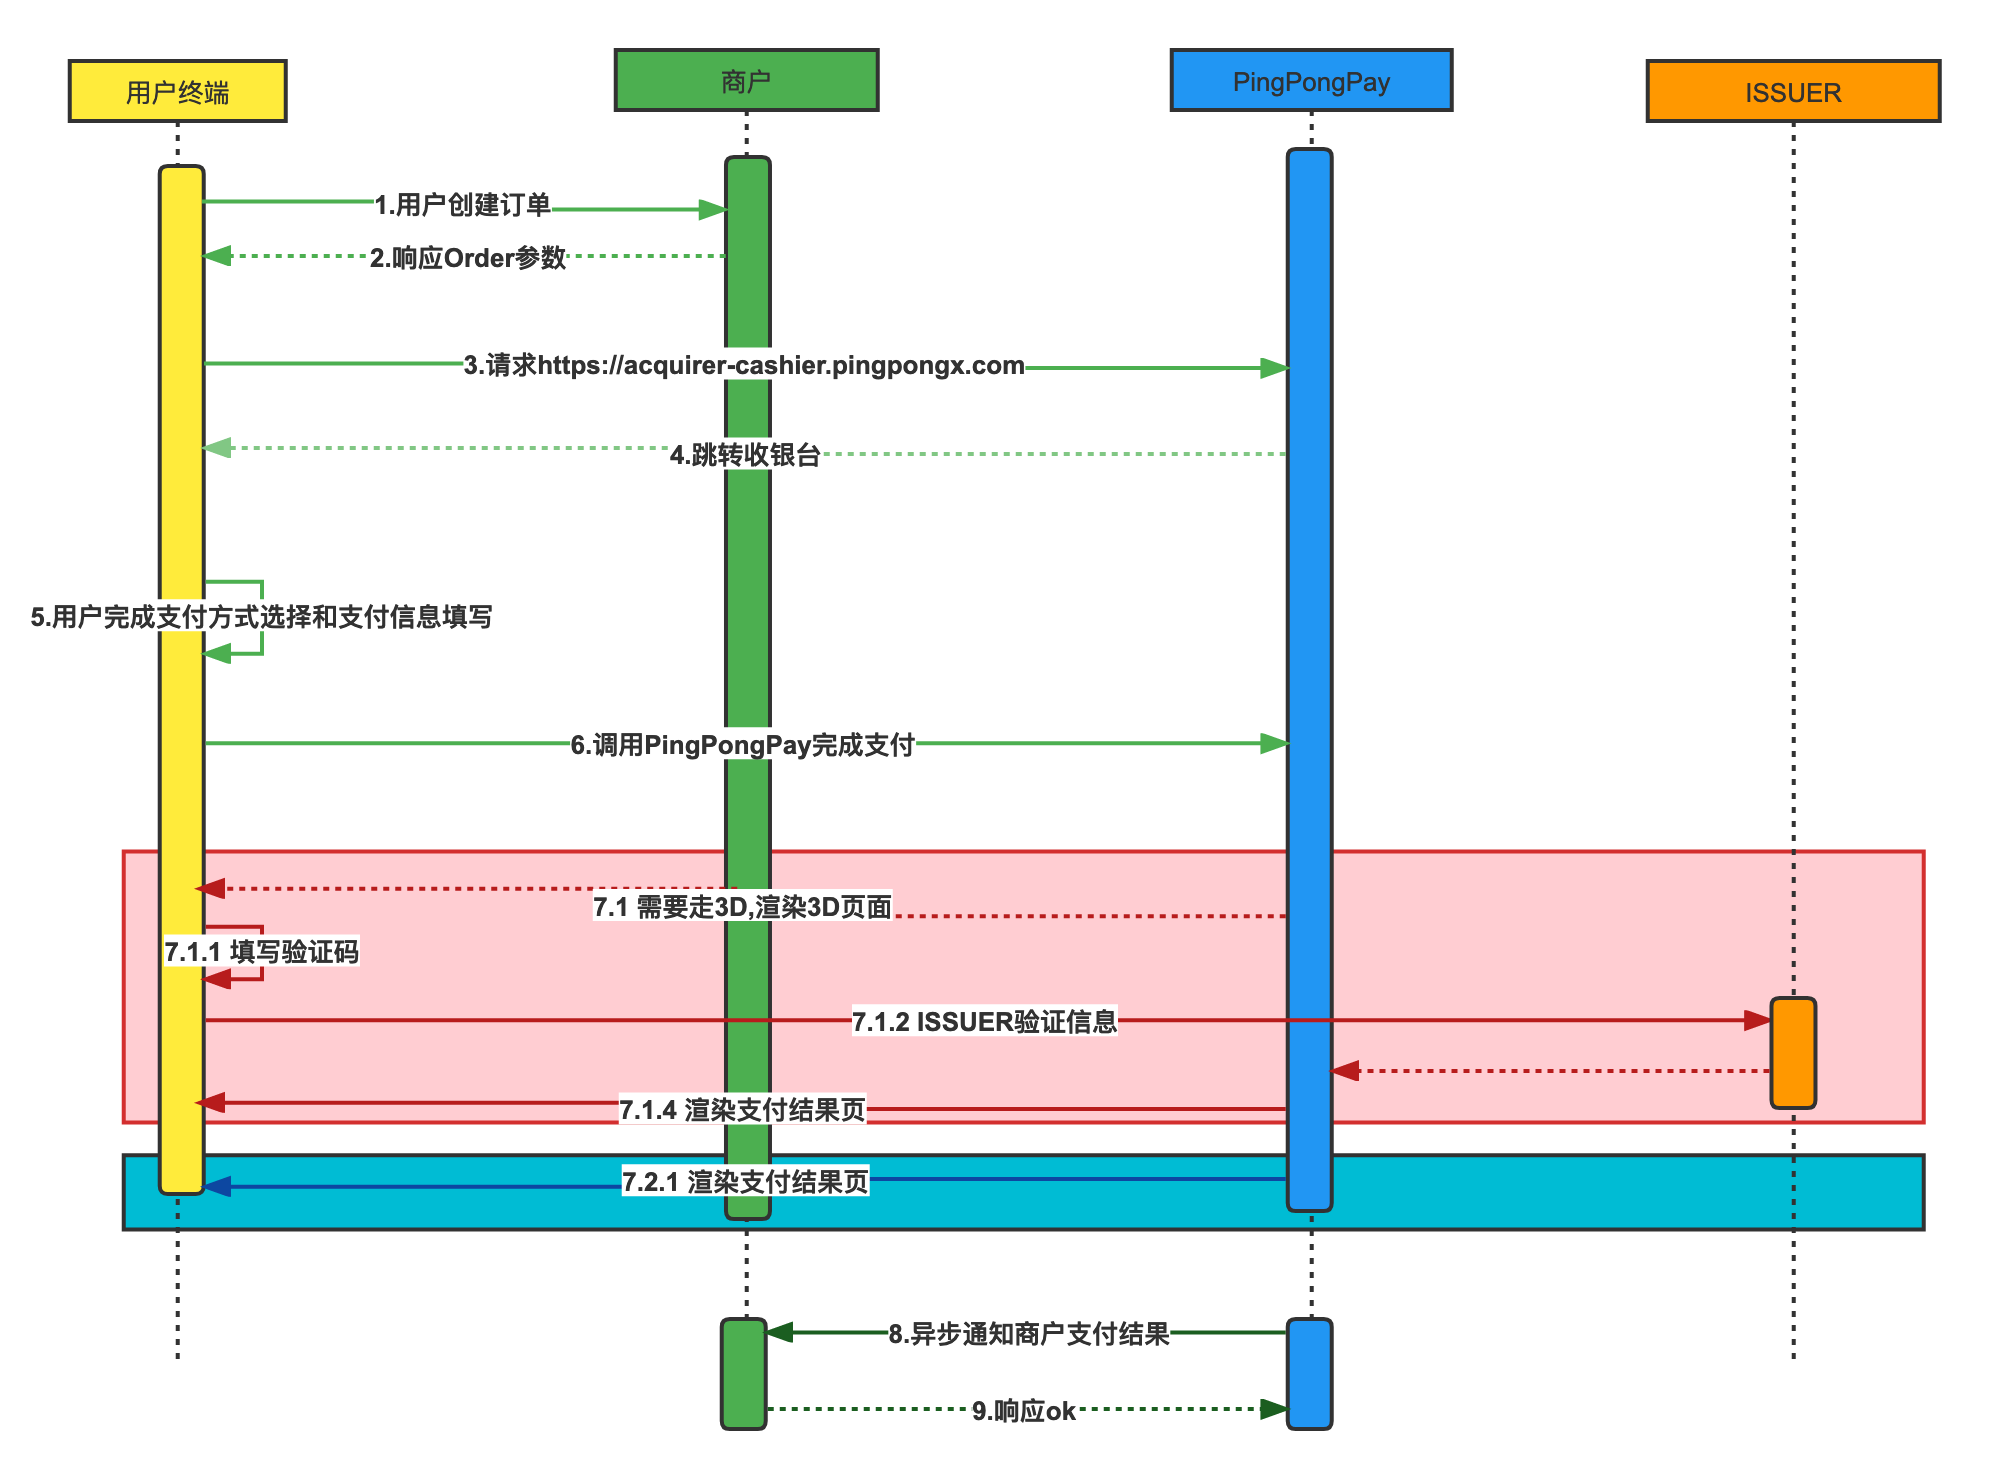 用户终端
商户
PingPongPay
ISSUER
1.用户创建订单
2.响应Order参数
3.请求https://acquirer-cashier.pingpongx.com
4.跳转收银台
5.用户完成支付方式选择和支付信息填写
6.调用PingPongPay完成支付
7.1 需要走3D,渲染3D页面
7.1.1 填写验证码
7.1.2 ISSUER验证信息
7.1.4 渲染支付结果页
7.2.1 渲染支付结果页
8.异步通知商户支付结果
9.响应ok